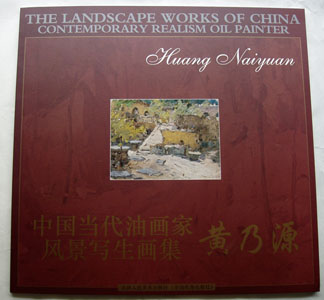 THE LANDSCAPE WORKS OF CHINA
CONTEMPORARY REALISM OIL PAINTER
Huang Naiyuan
中国当代油画家
风景写生画集
黄乃源